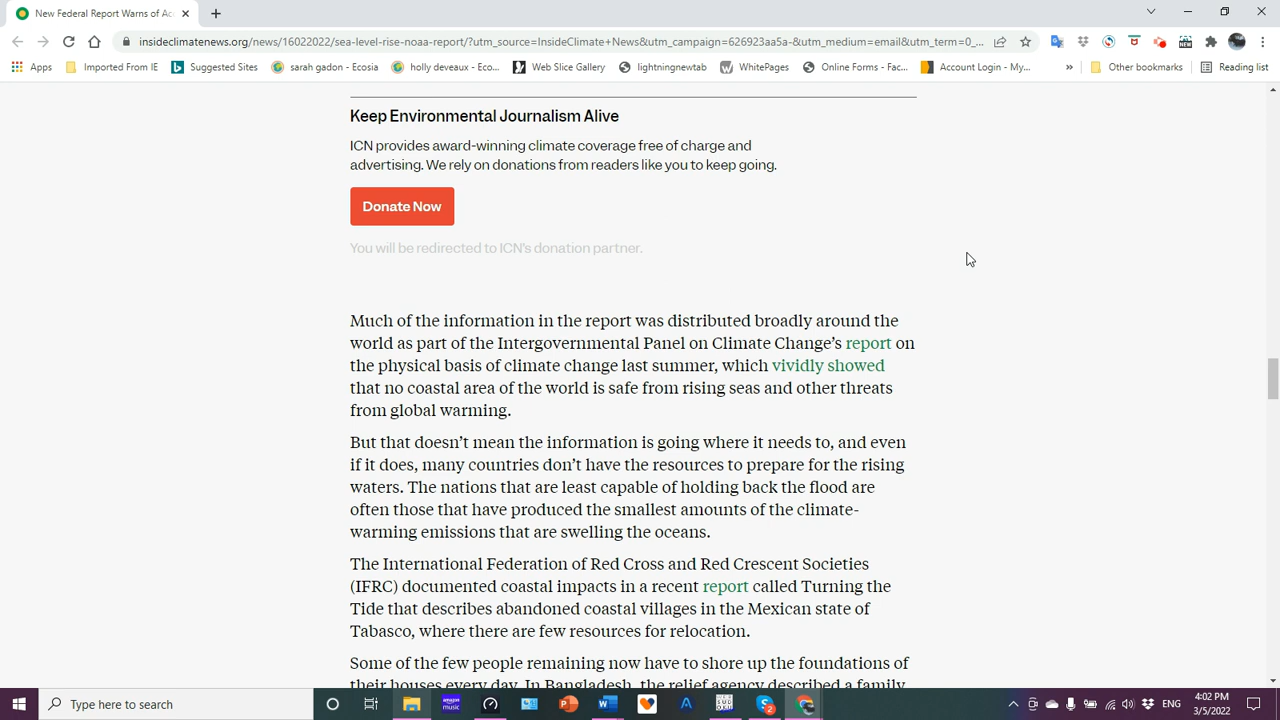 New Federal Report Warns of Acc
insideclimatenews.org/news/16022022/sea-level-rise-noaa-report/?utm_source=InsideClimate+News&utm_campaign=626923aa5a-&utm_medium=email&utm_term=0_...
Apps
Imported From IE
Suggested Sites
sarah gadon - Ecosia
holly deveux - Eco...
Web Slice Gallery
lightningnewtab
WhitePages
Online Forms - Fac...
Account Login - My...
»
Other bookmarks
Reading list
Keep Environmental Journalism Alive
ICN provides award-winning climate coverage free of charge and
advertising. We rely on donations from readers like you to keep going.
Donate Now
You will be redirected to ICN's donation partner.
Much of the information in the report was distributed broadly around the
world as part of the Intergovernmental Panel on Climate Change’s report on
the physical basis of climate change last summer, which vividly showed
that no coastal area of the world is safe from rising seas and other threats
from global warming.
But that doesn’t mean the information is going where it needs to, and even
if it does, many countries don’t have the resources to prepare for the rising
waters. The nations that are least capable of holding back the flood are
often those that have produced the smallest amounts of the climate-
warming emissions that are swelling the oceans.
The International Federation of Red Cross and Red Crescent Societies
(IFRC) documented coastal impacts in a recent report called Turning the
Tide that describes abandoned coastal villages in the Mexican state of
Tabasco, where there are few resources for relocation.
Some of the few people remaining now have to shore up the foundations of
their houses every day. In Bangladesh, the relief agency described a family
Type here to search
ENG
4:02 PM
3/5/2022